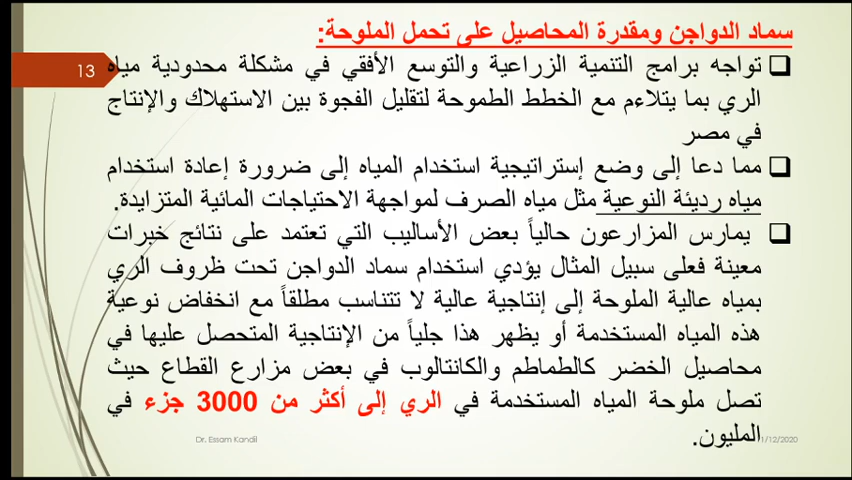 سماد الدواجن ومقدرة المحاصيل على تحمل الملوحة:
13
❑ تواجه برامج التنمية الزراعية والتوسع الأفقي في مشكلة محدودية مياه
الري بما يتلاءم مع الخطط الطموحة لتقليل الفجوة بين الاستهلاك والإنتاج
في مصر
❑ مما دعا إلى وضع إستراتيجية استخدام المياه إلى ضرورة إعادة استخدام
مياه رديئة النوعية مثل مياه الصرف لمواجهة الاحتياجات المائية المتزايدة.
❑ يمارس المزارعون حالياً بعض الأساليب التي تعتمد على نتائج خبرات
معينة فعلى سبيل المثال يؤدي استخدام سماد الدواجن تحت ظروف الري
بمياه عالية الملوحة إلى إنتاجية عالية لا تتناسب مطلقاً مع انخفاض نوعية
هذه المياه المستخدمة أو يظهر هذا جلياً من الإنتاجية المتحصل عليها في
محاصيل الخضر كالطماطم والكانتالوب في بعض مزارع القطاع حيث
تصل ملوحة المياه المستخدمة في الري إلى أكثر من 3000 جزء في
المليون.
Dr. Essam Kandil
1/12/2020